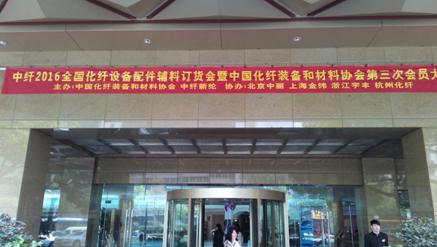 中纤2016全国化纤设备配件辅料订货会暨中国化纤装备和材料协会第三次会员大
主办：中国化纤装备和材料协会 中纤新纶 协办：北京中丽 上海金纬 浙江宇丰 杭州化纤